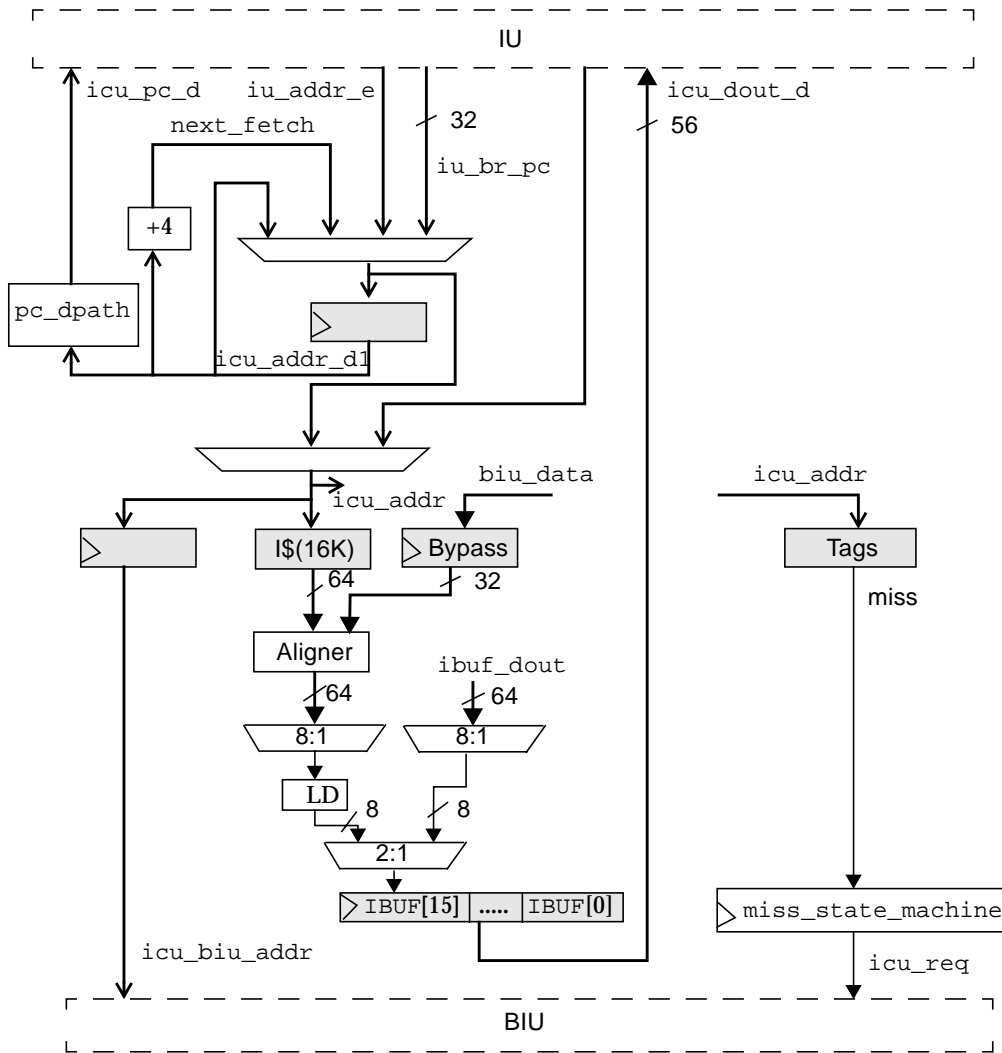 IU
icu_pc_d
iu_addr_e
icu_dout_d
next_fetch
32
56
iu_br_pc
+4
pc_dpath
icu_addr_d1
biu_data
icu_addr
icu_addr
I$(16K)
Bypass
Tags
64
32
miss
Aligner
ibuf_dout
64
64
8:1
8:1
LD
8
8
2:1
IBUF[15]
.....
IBUF[0]
miss_state_machine
icu_biu_addr
icu_req
BIU